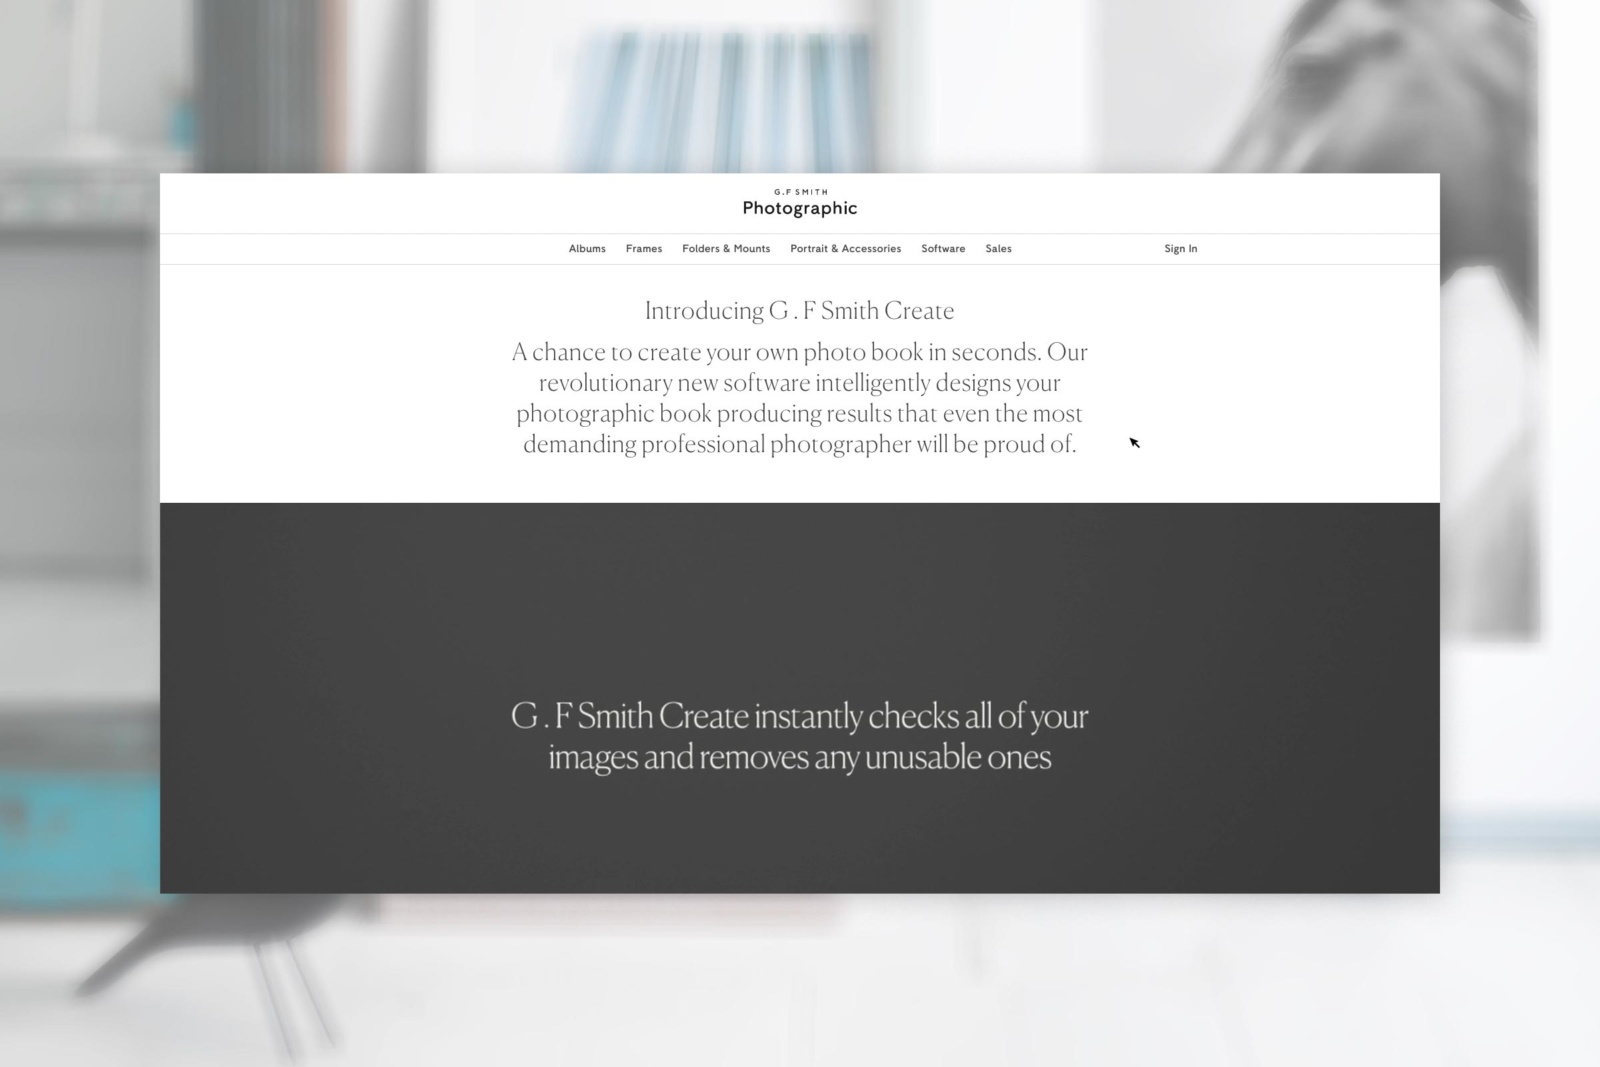 G.F SMITH
Photographic
Albums Frames Folders & Mounts Portrait & Accessories Software Sales Sign In
Introducing G . F Smith Create
A chance to create your own photo book in seconds. Our
revolutionary new software intelligently designs your
photographic book producing results that even the most
demanding professional photographer will be proud of.
G . F Smith Create instantly checks all of your
images and removes any unusable ones